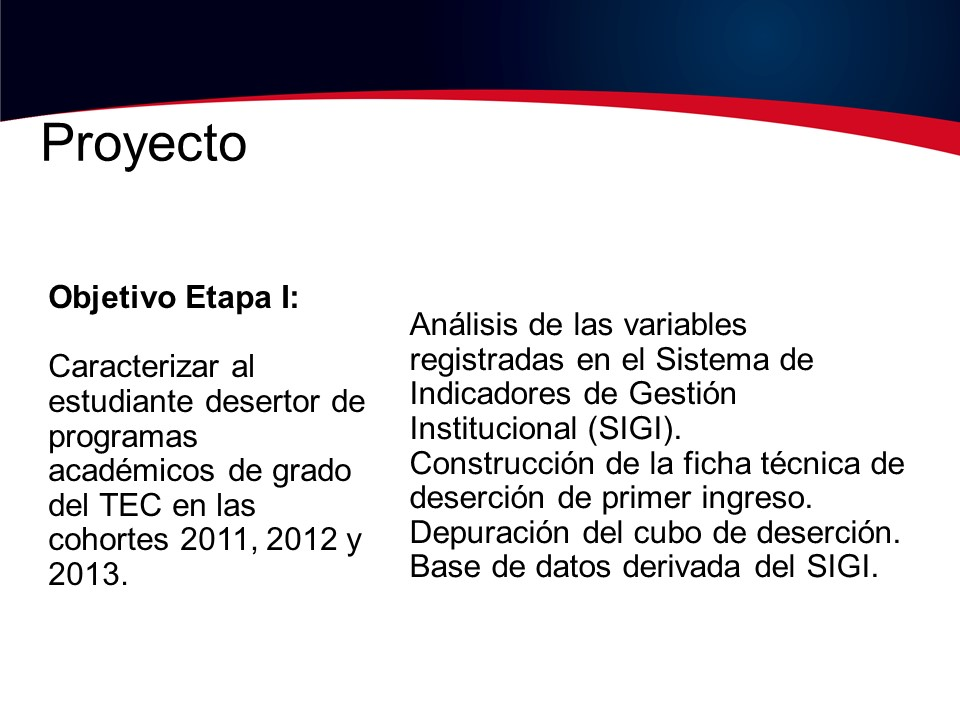 Proyecto
Objetivo Etapa I:
Caracterizar al
estudiante desertor de
programas
académicos de grado
del TEC en las
cohortes 2011, 2012 y
2013.
Análisis de las variables
registradas en el Sistema de
Indicadores de Gestión
Institucional (SIGI).
Construcción de la ficha técnica de
deserción de primer ingreso.
Depuración del cubo de deserción.
Base de datos derivada del SIGI.